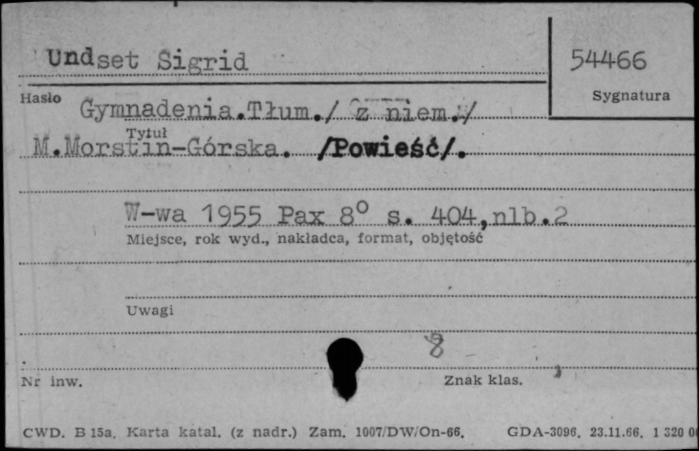 Undset Sigrid
54466
Hasło
Sygnatura
Gymnadenia.Tłum./ z niem./
Tytuł
M.Morstin-Górska. /Powieść/.
W-wa 1955 Pax 8° s. 404,nlb.2
Miejsce, rok wyd., nakładca, format, objętość
Uwagi
8
Nr inw.
Znak klas.
CWD. B 15a. Karta katal. (z nadr.) Zam. 1007/DW/On-66. GDA-3096. 23.11.66. 1 320 0